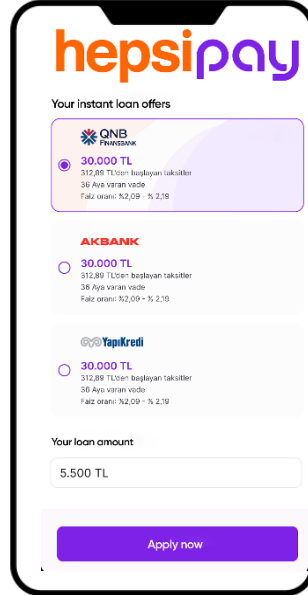 hepsipay
Your instant loan offers
QNB
FINANSBANK
30.000 TL
312,89 TL'den başlayan taksitler
36 Aya varan vade
Faiz oranı: %2,09 - % 2,19
AKBANK
30.000 TL
312,89 TL'den başlayan taksitler
36 Aya varan vade
Faiz oranı: %2,09 - % 2,19
YapıKredi
30.000 TL
312,89 TL'den başlayan taksitler
36 Aya varan vade
Faiz oranı: %2,09 - % 2,19
Your loan amount
5.500 TL
Apply now